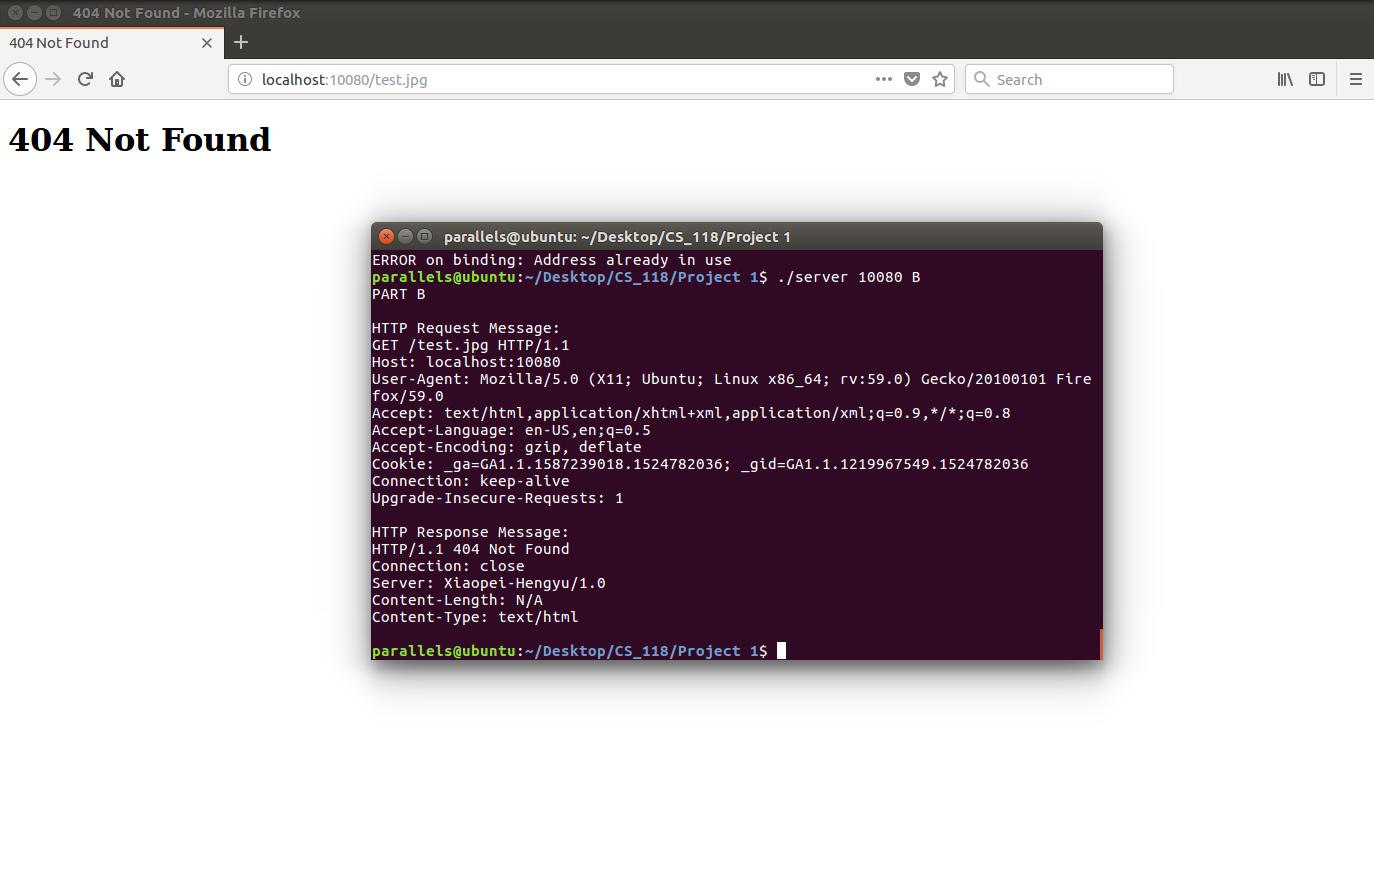 404 Not Found - Mozilla Firefox
404 Not Found
localhost:10080/test.jpg
Search
404 Not Found
parallels@ubuntu: ~/Desktop/CS_118/Project 1
ERROR on binding: Address already in use
parallels@ubuntu:~/Desktop/CS_118/Project 1$ ./server 10080 B
PART B
HTTP Request Message:
GET /test.jpg HTTP/1.1
Host: localhost:10080
User-Agent: Mozilla/5.0 (X11; Ubuntu; Linux x86_64; rv:59.0) Gecko/20100101 Fire
fox/59.0
Accept: text/html,application/xhtml+xml,application/xml;q=0.9,*/*;q=0.8
Accept-Language: en-US,en;q=0.5
Accept-Encoding: gzip, deflate
Cookie: _ga=GA1.1.1587239018.1524782036; _gid=GA1.1.1219967549.1524782036
Connection: keep-alive
Upgrade-Insecure-Requests: 1
HTTP Response Message:
HTTP/1.1 404 Not Found
Connection: close
Server: Xiaopei-Hengyu/1.0
Content-Length: N/A
Content-Type: text/html
parallels@ubuntu:~/Desktop/CS_118/Project 1$